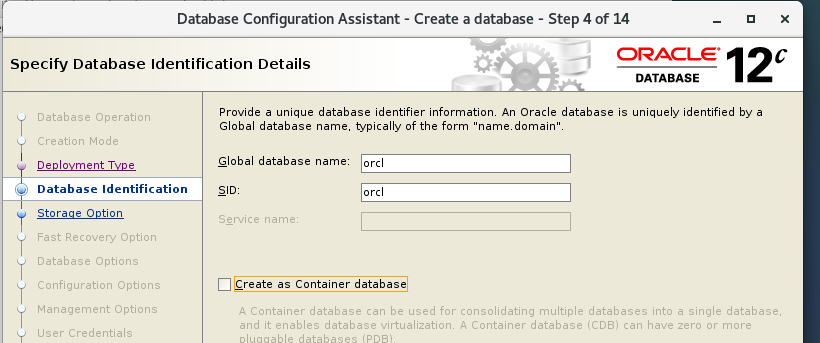 Database Configuration Assistant - Create a database - Step 4 of 14
Specify Database Identification Details
ORACLE
DATABASE
12c
Database Operation
Creation Mode
Deployment Type
Database Identification
Storage Option
Fast Recovery Option
Database Options
Configuration Options
Management Options
User Credentials
Provide a unique database identifier information. An Oracle database is uniquely identified by a
Global database name, typically of the form "name.domain".
Global database name: orcl
SID: orcl
Service name:
Create as Container database
A Container database can be used for consolidating multiple databases into a single database,
and it enables database virtualization. A Container database (CDB) can have zero or more
pluggable databases (PDB).